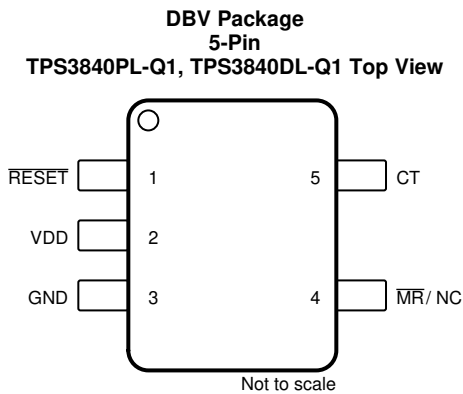 DBV Package
5-Pin
TPS3840PL-Q1, TPS3840DL-Q1 Top View
RESET 1 5 CT
VDD 2
GND 3 4 MR/ NC
Not to scale